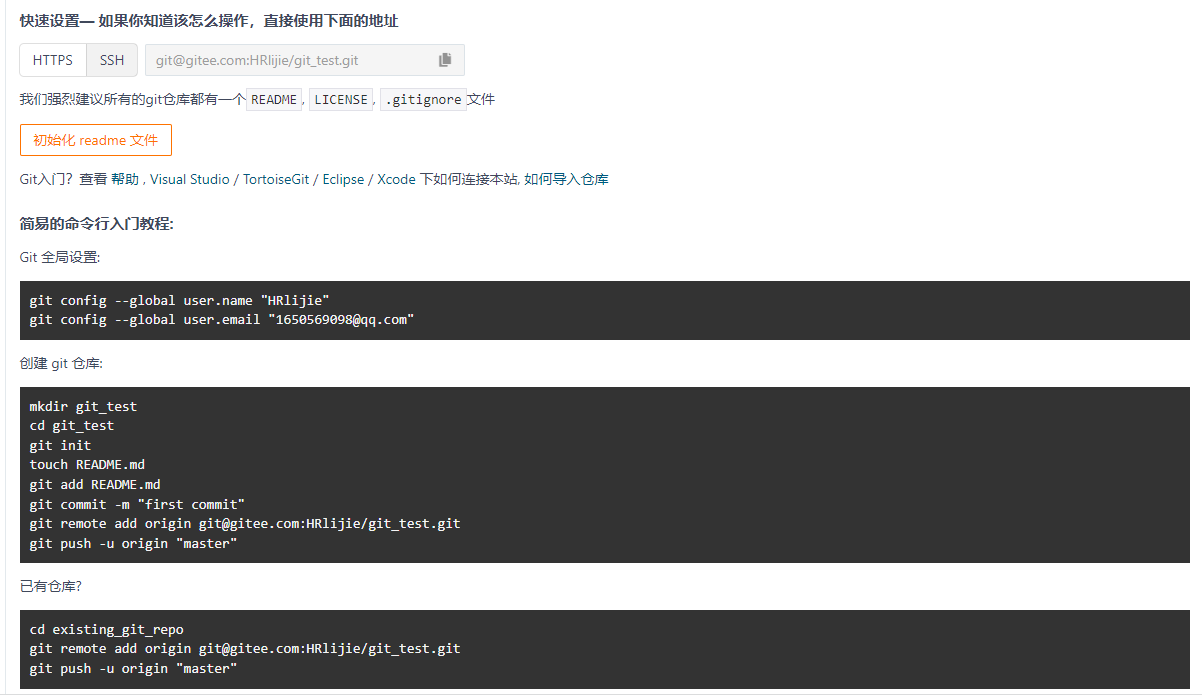 快速设置— 如果你知道该怎么操作，直接使用下面的地址
HTTPS SSH git@gitee.com:HRlijie/git_test.git
我们强烈建议所有的git仓库都有一个 README , LICENSE , .gitignore 文件
初始化 readme 文件
Git入门？查看 帮助 , Visual Studio / TortoiseGit / Eclipse / Xcode 下如何连接本站, 如何导入仓库
简易的命令行入门教程:
Git 全局设置:
git config --global user.name "HRlijie"
git config --global user.email "1650569098@qq.com"
创建 git 仓库:
mkdir git_test
cd git_test
git init
touch README.md
git add README.md
git commit -m "first commit"
git remote add origin git@gitee.com:HRlijie/git_test.git
git push -u origin "master"
已有仓库?
cd existing_git_repo
git remote add origin git@gitee.com:HRlijie/git_test.git
git push -u origin "master"